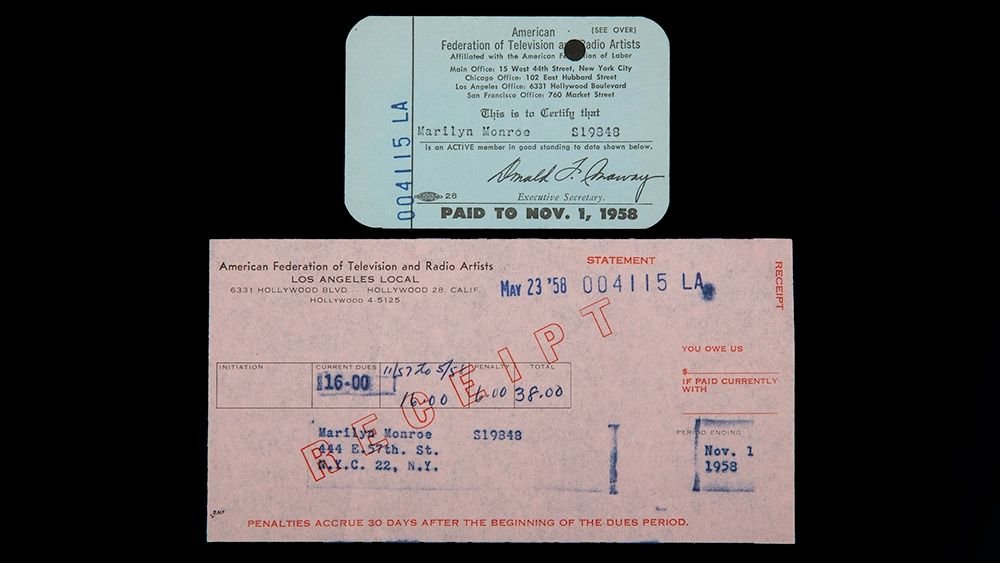 American (SEE OVER)
Federation of Television a adio Artists
Affiliated with the American F ion of Labor
Main Office: 15 West 44th Street, New York City
Chicago Office: 102 East Hubbard Street
Los Angeles Office: 6331 Hollywood Boulevard
San Francisco Office: 760 Market Street
This is to Certify that
Marilyn Monroe S19848
is an ACTIVE member in good standing to date shown below.
Donald F. Conaway
28 Executive Secretary.
PAID TO NOV. 1, 1958
004115 LA
American Federation of Television and Radio Artists
LOS ANGELES LOCAL
6331 HOLLYWOOD BLVD. - HOLLYWOOD 28, CALIF.
HOLLYWOOD 4-5125
STATEMENT
MAY 23 '58 004115 LA
RECEIPT
RECEIPT
YOU OWE US
$
IF PAID CURRENTLY
WITH
INITIATION CURRENT DUES PENALTY TOTAL
16.00 11/57 to 5/58 16.00 6.00 38.00
Marilyn Monroe S19848
444 E.57th. St.
N.Y.C. 22, N.Y.
PERIOD ENDING
Nov. 1
1958
PENALTIES ACCRUE 30 DAYS AFTER THE BEGINNING OF THE DUES PERIOD.